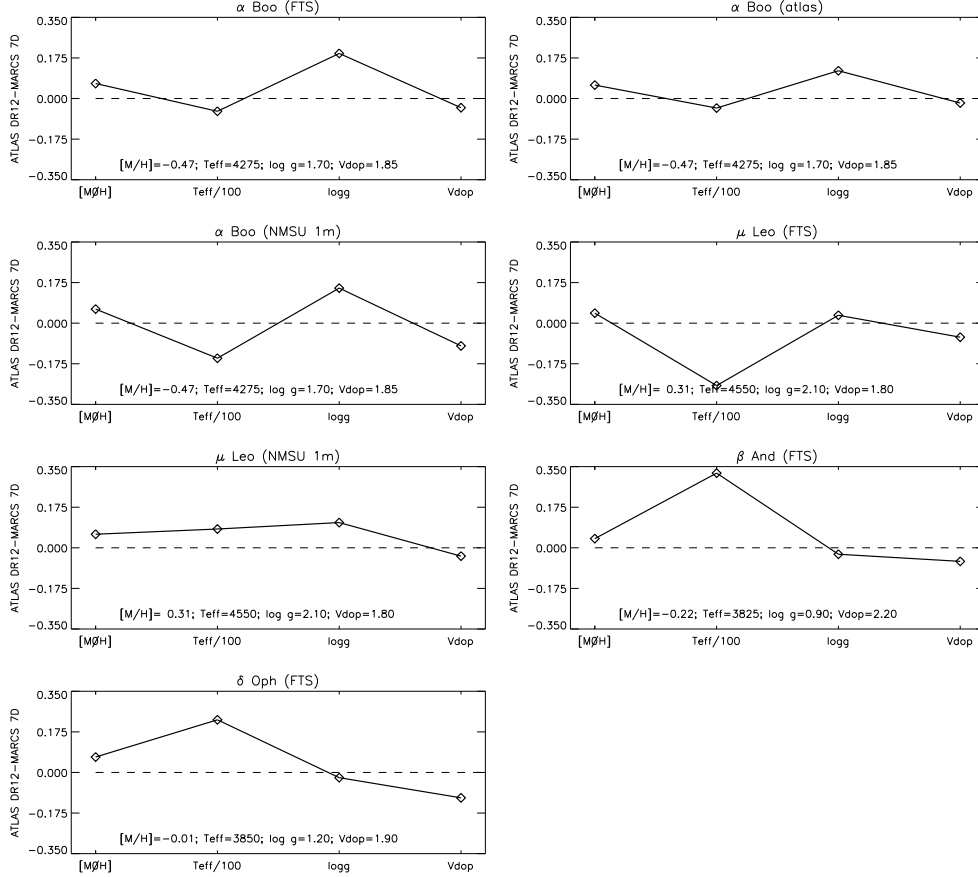 α Boo (FTS)
ATLAS DR12−MARCS 7D
0.350
0.175
0.000
−0.175
−0.350
[M/H]=−0.47; Teff=4275; log g=1.70; Vdop=1.85
[M/H] Teff/100 logg Vdop
α Boo (atlas)
ATLAS DR12−MARCS 7D
0.350
0.175
0.000
−0.175
−0.350
[M/H]=−0.47; Teff=4275; log g=1.70; Vdop=1.85
[M/H] Teff/100 logg Vdop
α Boo (NMSU 1m)
ATLAS DR12−MARCS 7D
0.350
0.175
0.000
−0.175
−0.350
[M/H]=−0.47; Teff=4275; log g=1.70; Vdop=1.85
[M/H] Teff/100 logg Vdop
μ Leo (FTS)
ATLAS DR12−MARCS 7D
0.350
0.175
0.000
−0.175
−0.350
[M/H]= 0.31; Teff=4550; log g=2.10; Vdop=1.80
[M/H] Teff/100 logg Vdop
μ Leo (NMSU 1m)
ATLAS DR12−MARCS 7D
0.350
0.175
0.000
−0.175
−0.350
[M/H]= 0.31; Teff=4550; log g=2.10; Vdop=1.80
[M/H] Teff/100 logg Vdop
β And (FTS)
ATLAS DR12−MARCS 7D
0.350
0.175
0.000
−0.175
−0.350
[M/H]=−0.22; Teff=3825; log g=0.90; Vdop=2.20
[M/H] Teff/100 logg Vdop
δ Oph (FTS)
ATLAS DR12−MARCS 7D
0.350
0.175
0.000
−0.175
−0.350
[M/H]=−0.01; Teff=3850; log g=1.20; Vdop=1.90
[M/H] Teff/100 logg Vdop